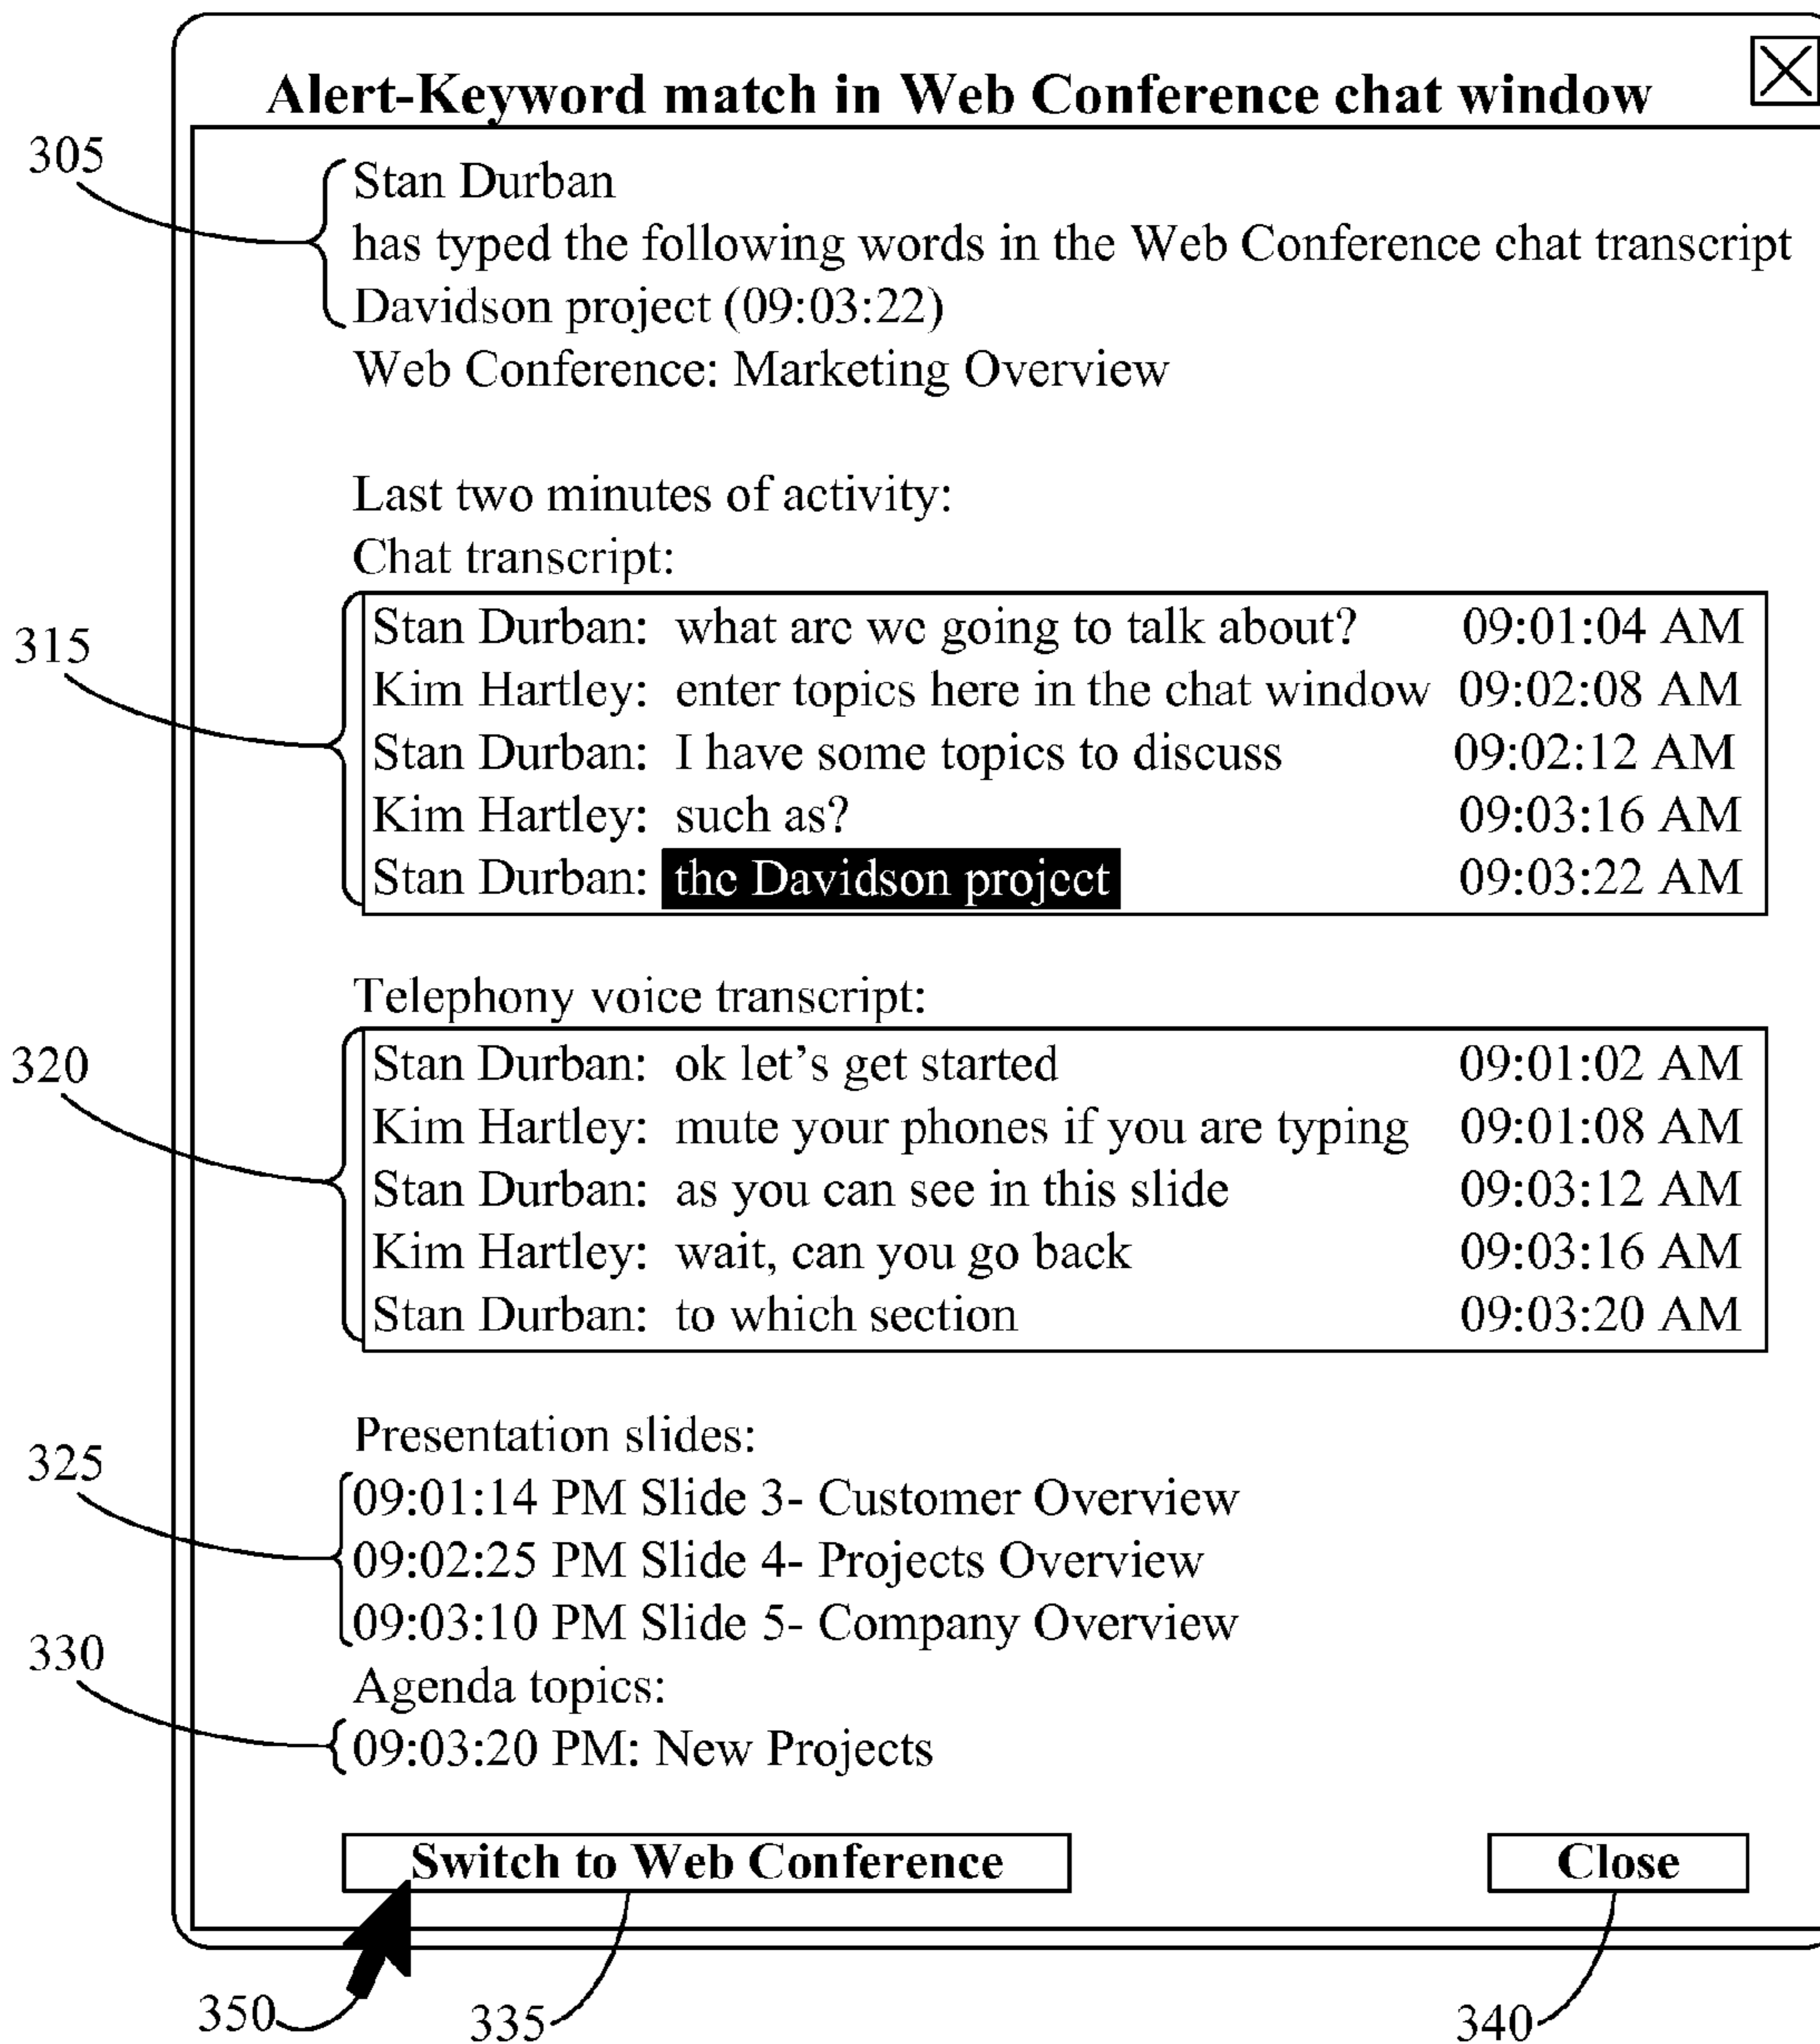 Alert-Keyword match in Web Conference chat window
305
Stan Durban
has typed the following words in the Web Conference chat transcript
Davidson project (09:03:22)
Web Conference: Marketing Overview
Last two minutes of activity:
Chat transcript:
315
Stan Durban: what are we going to talk about? 09:01:04 AM
Kim Hartley: enter topics here in the chat window 09:02:08 AM
Stan Durban: I have some topics to discuss 09:02:12 AM
Kim Hartley: such as? 09:03:16 AM
Stan Durban: the Davidson project 09:03:22 AM
Telephony voice transcript:
320
Stan Durban: ok let's get started 09:01:02 AM
Kim Hartley: mute your phones if you are typing 09:01:08 AM
Stan Durban: as you can see in this slide 09:03:12 AM
Kim Hartley: wait, can you go back 09:03:16 AM
Stan Durban: to which section 09:03:20 AM
Presentation slides:
325
09:01:14 PM Slide 3- Customer Overview
09:02:25 PM Slide 4- Projects Overview
09:03:10 PM Slide 5- Company Overview
330
Agenda topics:
09:03:20 PM: New Projects
Switch to Web Conference Close
350 335 340